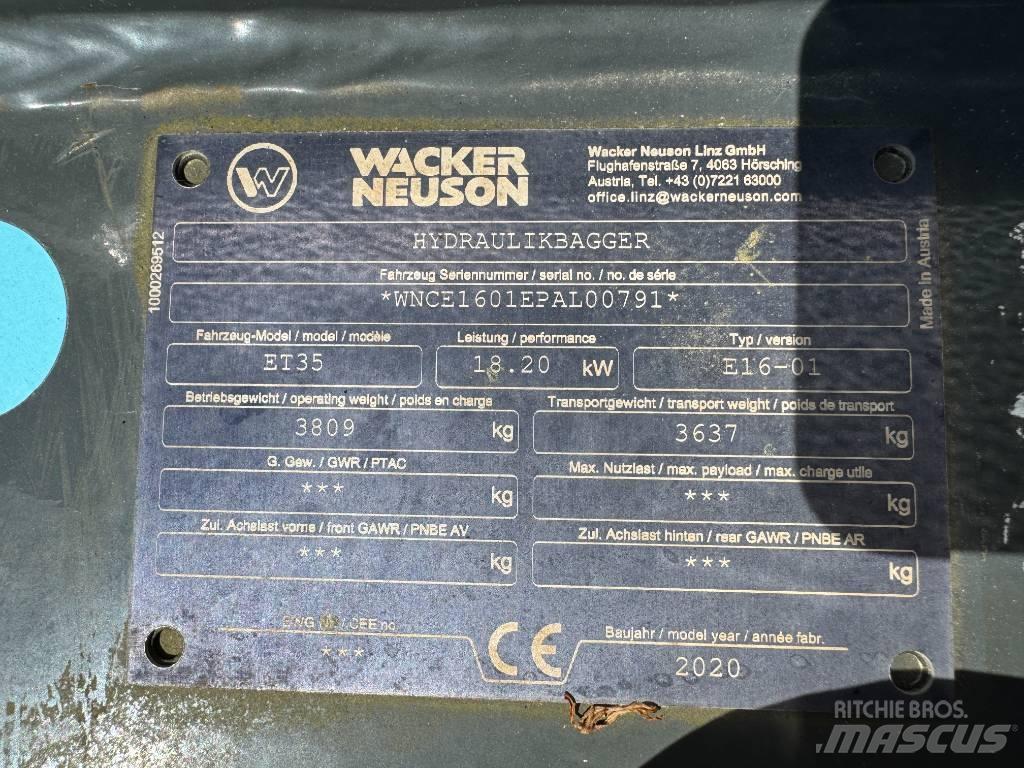 WACKER
NEUSON
Wacker Neuson Linz GmbH
Flughafenstraße 7, 4063 Hörsching
Austria, Tel. +43 (0)7221 63000
office.linz@wackerneuson.com
HYDRAULIKBAGGER
Fahrzeug Seriennummer / serial no. / no. de série
*WNCE1601EPAL00791*
1000269512
Made in Austria
Fahrzeug-Model / model / modèle
Leistung / performance
Typ / version
ET35
18.20 kW
E16-01
Betriebsgewicht / operating weight / poids en charge
Transportgewicht / transport weight / poids de transport
3809 kg
3637 kg
G. Gew. / GWR / PTAC
Max. Nutzlast / max. payload / max. charge utile
*** kg
*** kg
Zul. Achslast vorne / front GAWR / PNBE AV
Zul. Achslast hinten / rear GAWR / PNBE AR
*** kg
*** kg
/ CEE no
***
CE
Baujahr / model year / année fabr.
2020
RITCHIE BROS.
MASCUS